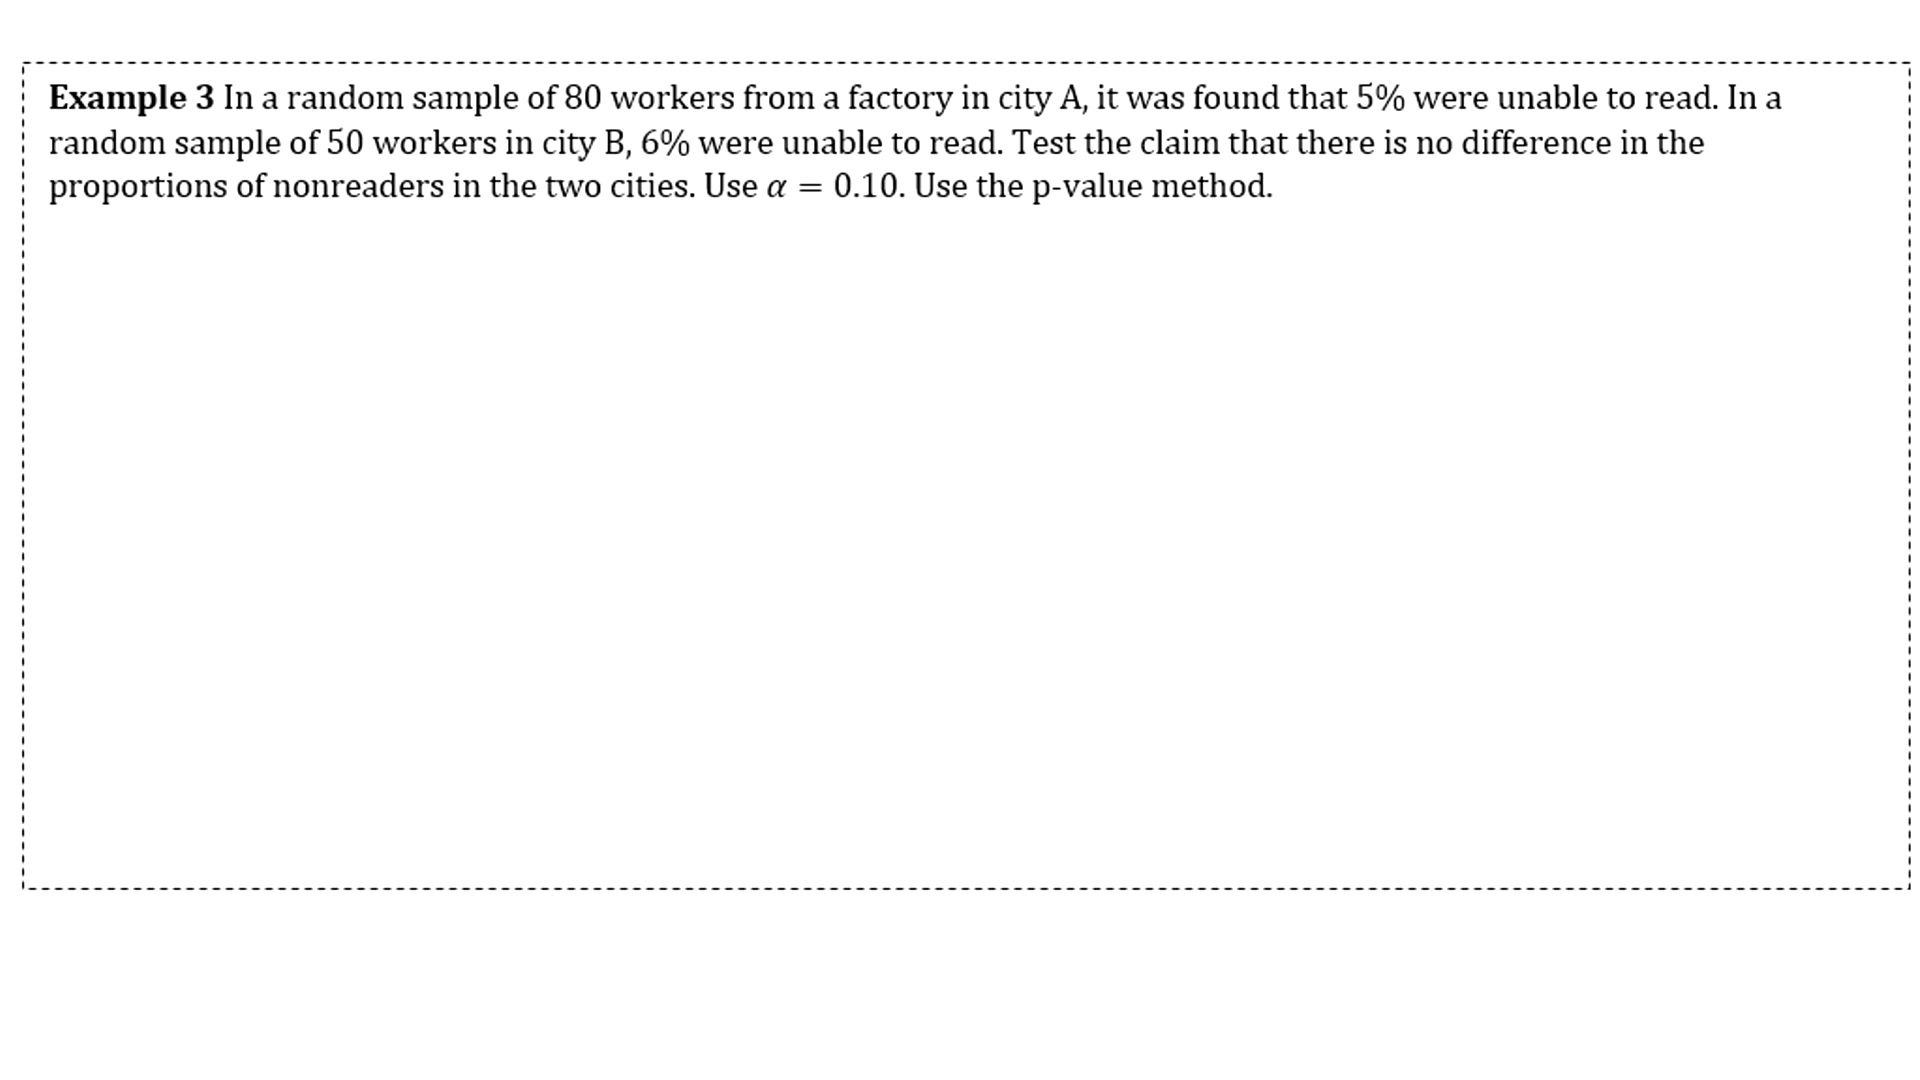 Example 3 In a random sample of 80 workers from a factory in city A, it was found that 5% were unable to read. In a
random sample of 50 workers in city B, 6% were unable to read. Test the claim that there is no difference in the
proportions of nonreaders in the two cities. Use α = 0.10. Use the p-value method.